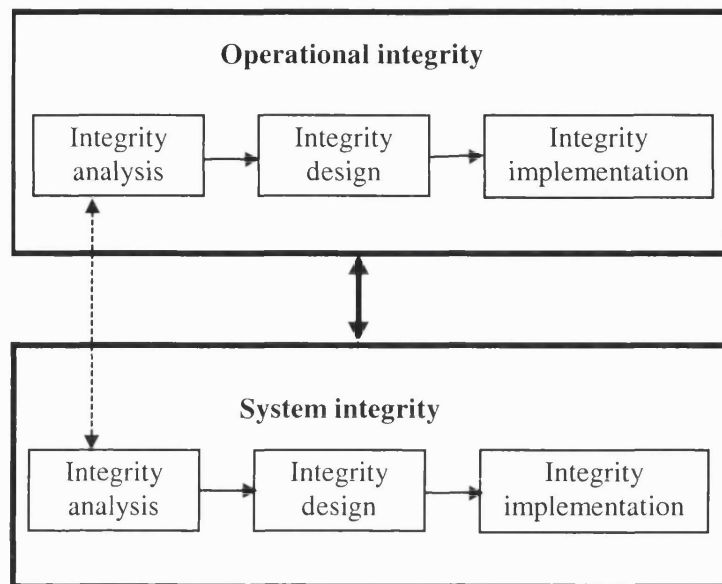 Operational integrity
Integrity
analysis
Integrity
design
Integrity
implementation
System integrity
Integrity
analysis
Integrity
design
Integrity
implementation